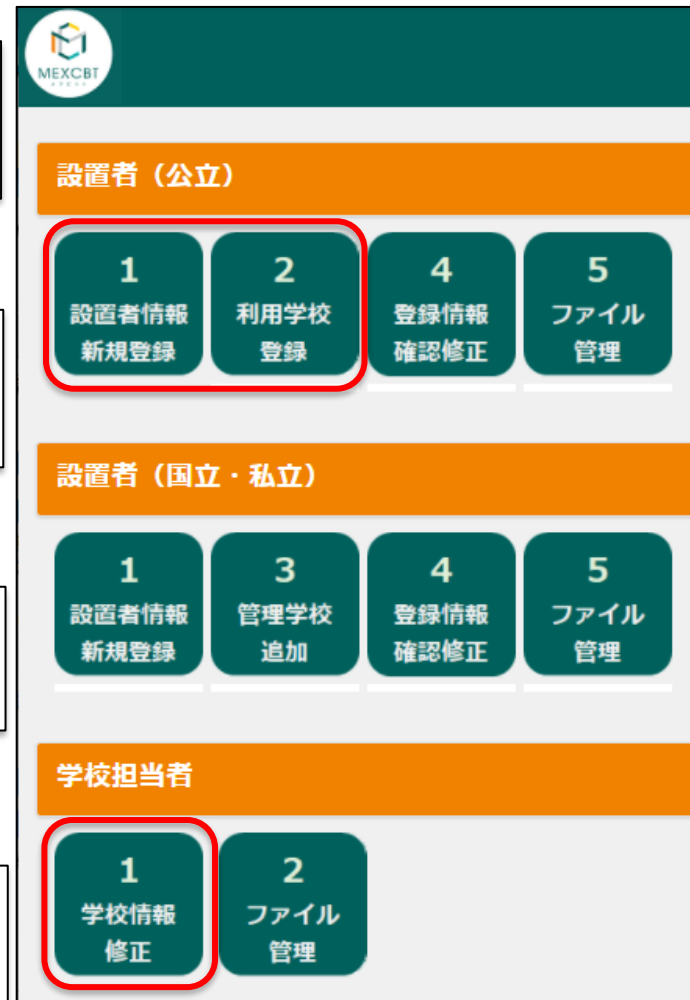 MEXCBT
設置者（公立）
1
設置者情報
新規登録
2
利用学校
登録
4
登録情報
確認修正
5
ファイル
管理
設置者（国立・私立）
1
設置者情報
新規登録
3
管理学校
追加
4
登録情報
確認修正
5
ファイル
管理
学校担当者
1
学校情報
修正
2
ファイル
管理